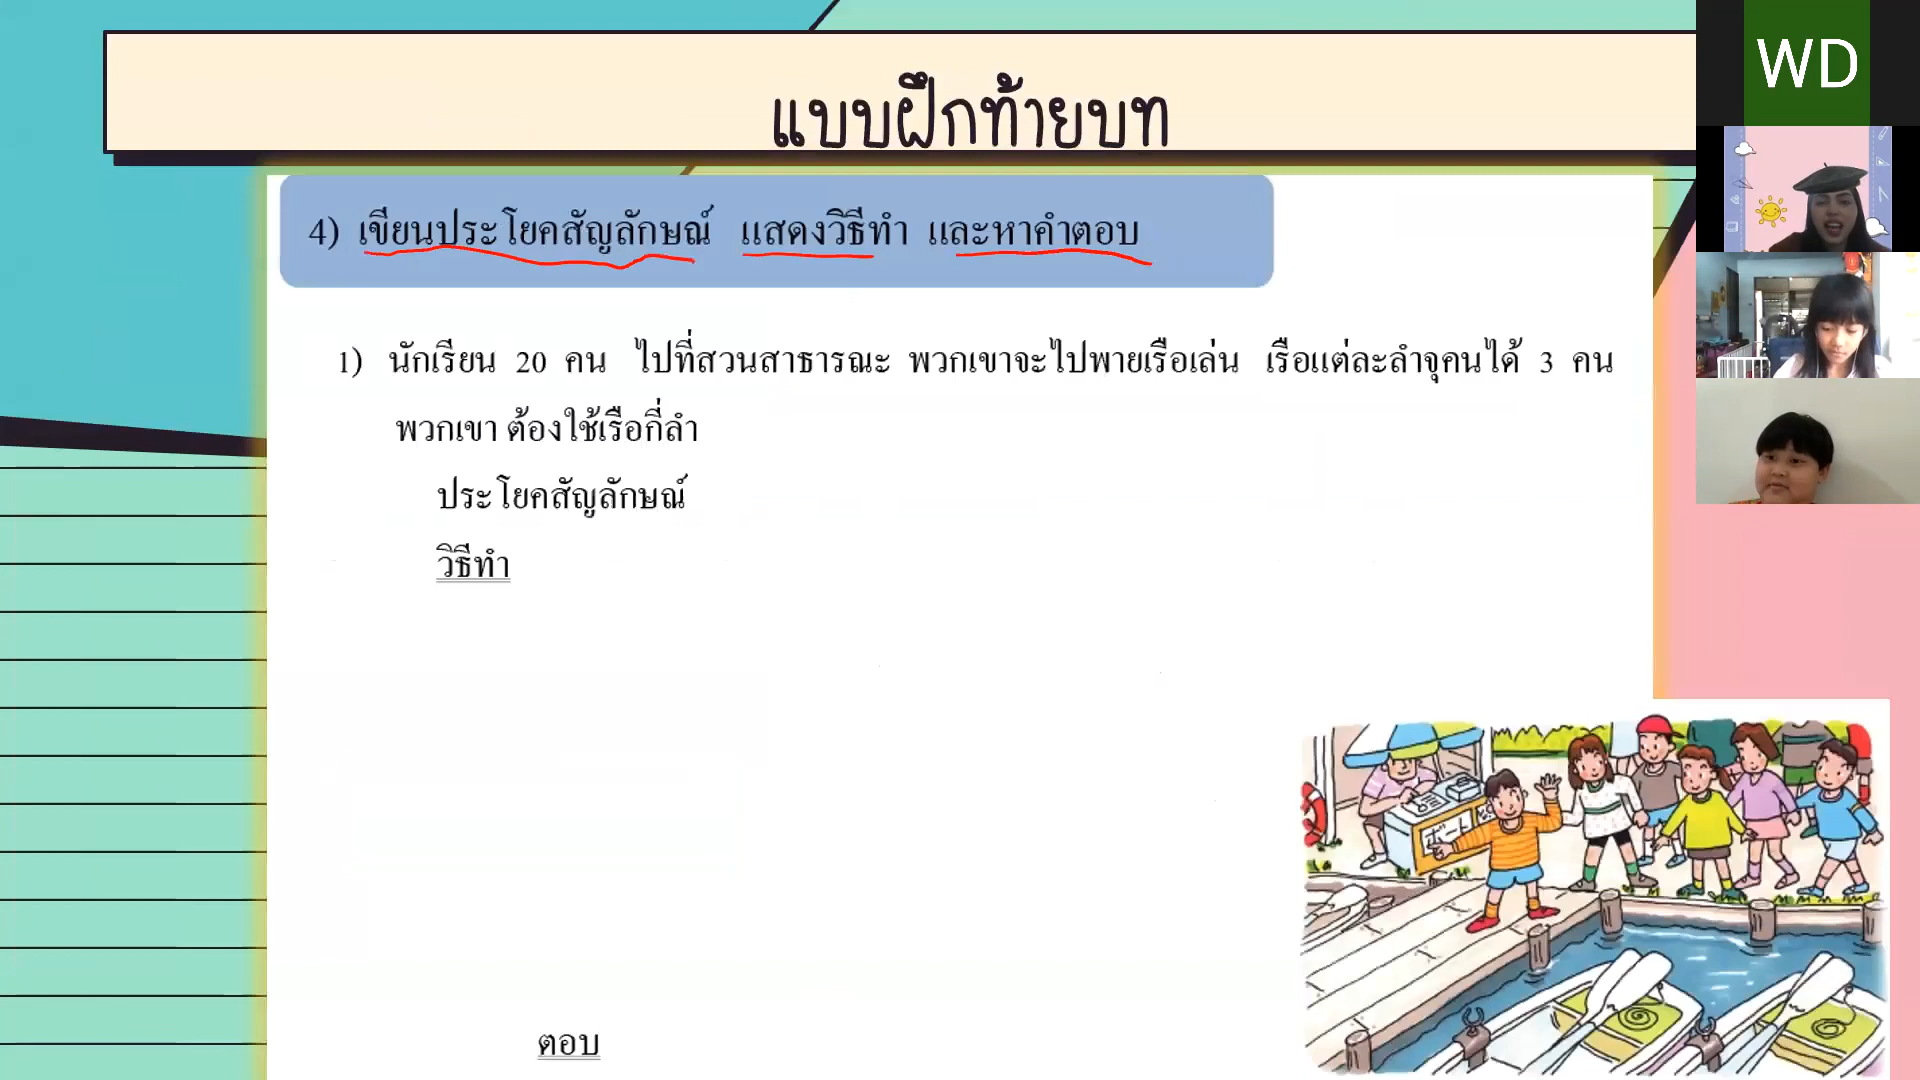 แบบฝึกท้ายบท
WD
4) เขียนประโยคสัญลักษณ์ แสดงวิธีทำ และหาคำตอบ
1) นักเรียน 20 คน ไปที่สวนสาธารณะ พวกเขาจะไปพายเรือเล่น เรือแต่ละลำจุคนได้ 3 คน
พวกเขา ต้องใช้เรือกี่ลำ
ประโยคสัญลักษณ์
วิธีทำ
ตอบ